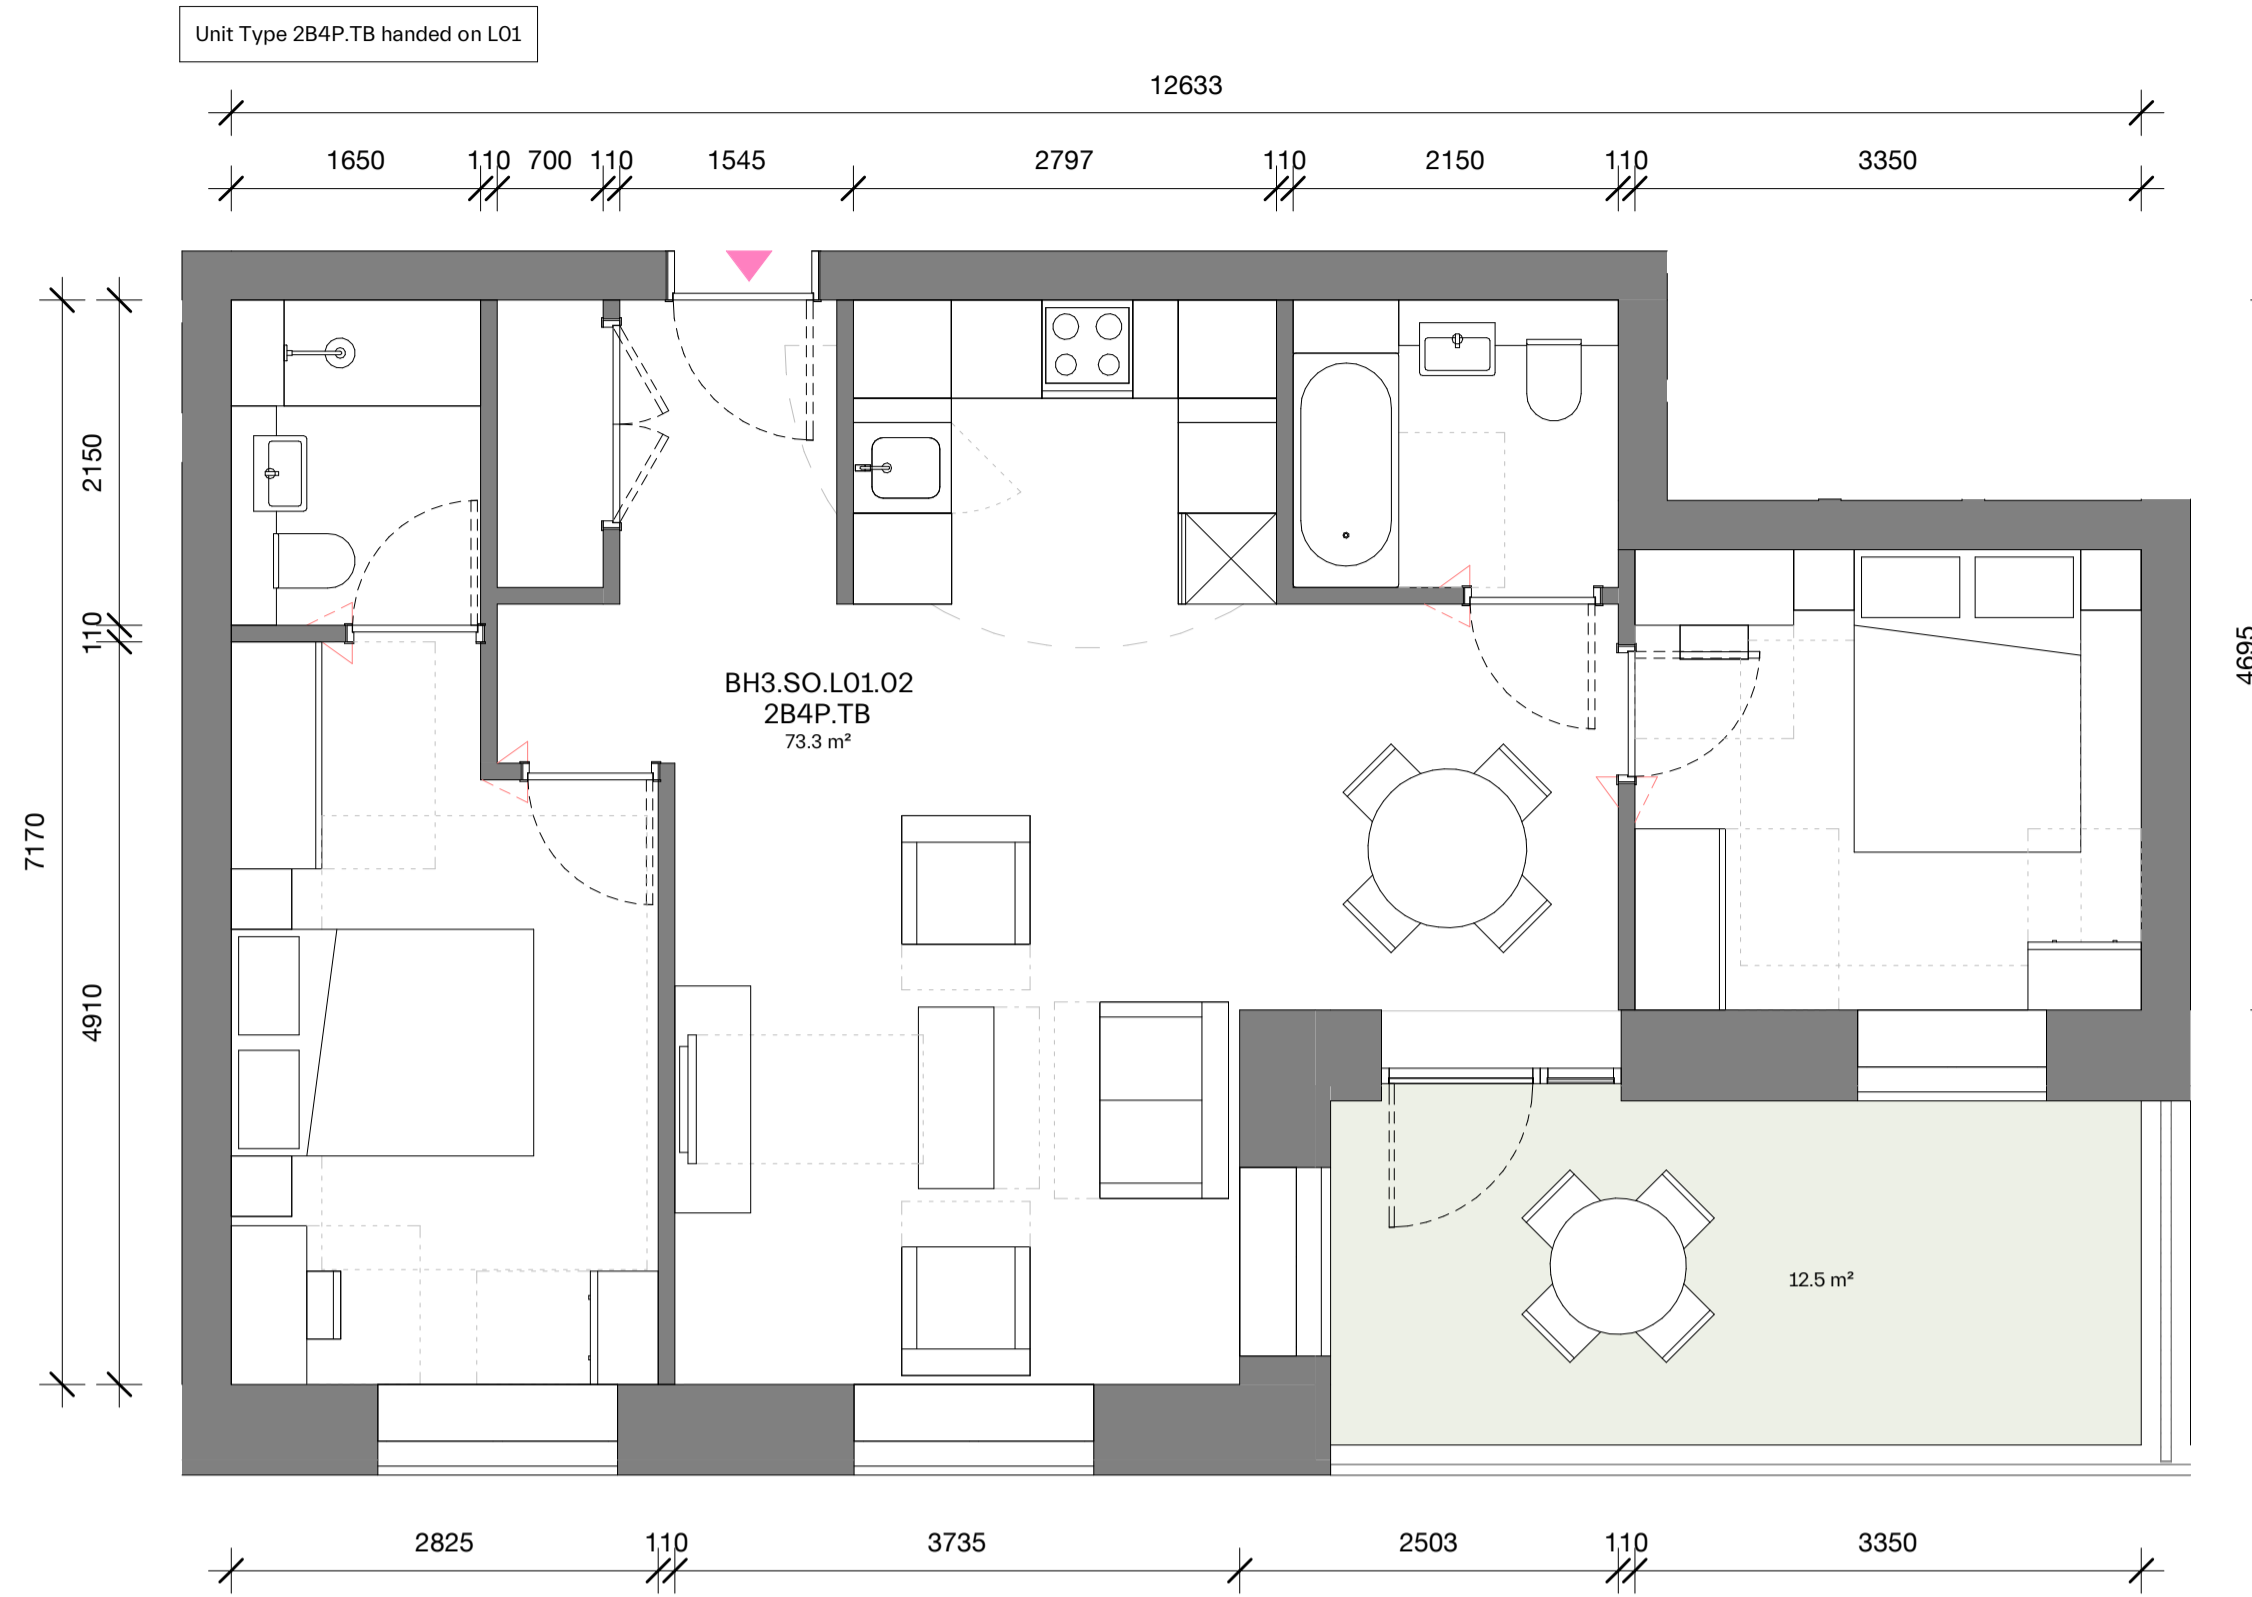 Unit Type 2B4P.TB handed on L01
12633
1650 110 700 110 1545 2797 110 2150 110 3350
2150
110
4695
BH3.SO.L01.02
2B4P.TB
73.3 m²
7170
4910
12.5 m²
2825 110 3735 2503 110 3350